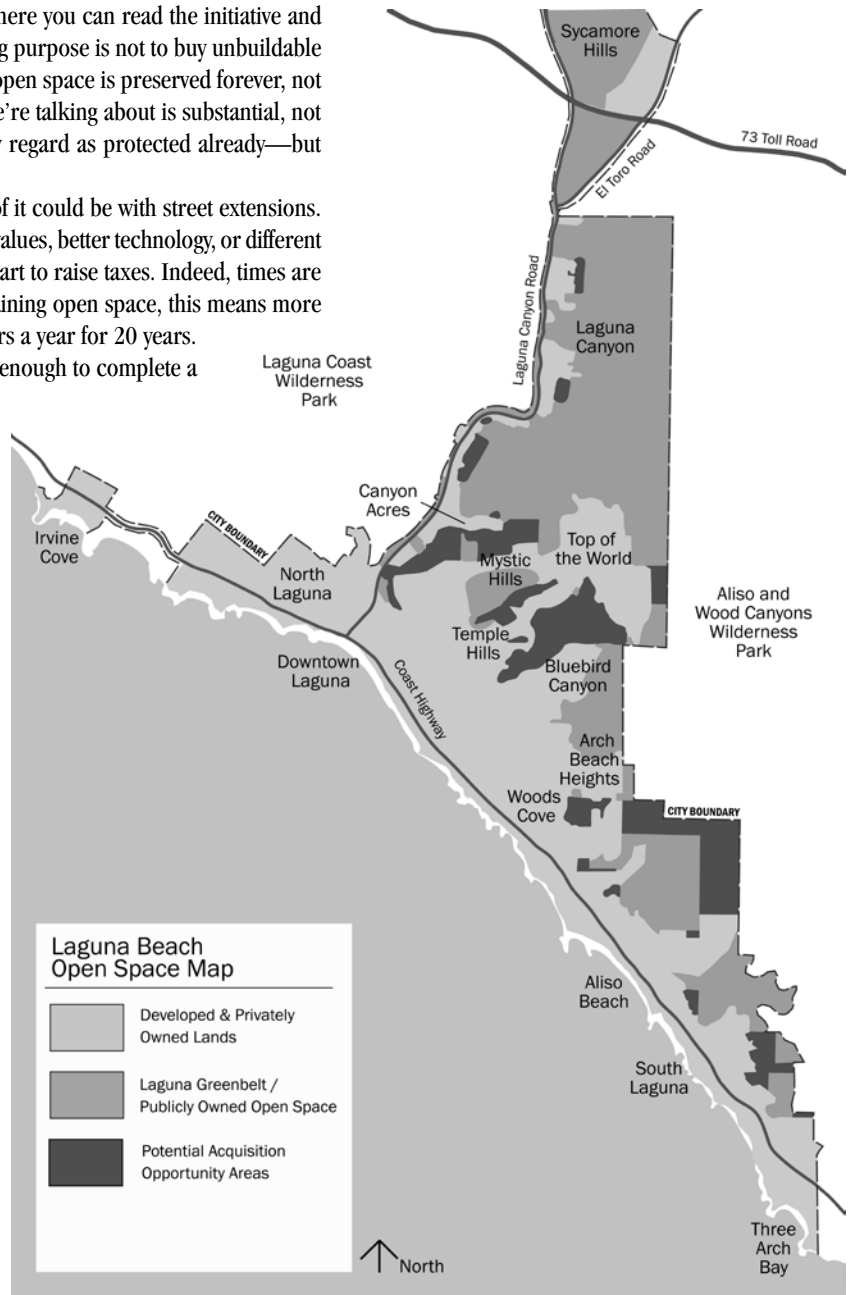 here you can read the initiative and
g purpose is not to buy unbuildable
open space is preserved forever, not
e're talking about is substantial, not
y regard as protected already—but
of it could be with street extensions.
values, better technology, or different
art to raise taxes. Indeed, times are
aining open space, this means more
rs a year for 20 years.
enough to complete a
Sycamore
Hills
73 Toll Road
El Toro Road
Laguna Canyon Road
Laguna
Canyon
Laguna Coast
Wilderness
Park
Canyon
Acres
Irvine
Cove
CITY BOUNDARY
North
Laguna
Mystic
Hills
Top of
the World
Aliso and
Wood Canyons
Wilderness
Park
Temple
Hills
Downtown
Laguna
Bluebird
Canyon
Coast Highway
Arch
Beach
Heights
Woods
Cove
CITY BOUNDARY
Laguna Beach
Open Space Map
Developed & Privately
Owned Lands
Laguna Greenbelt /
Publicly Owned Open Space
Potential Acquisition
Opportunity Areas
Aliso
Beach
South
Laguna
Three
Arch
Bay
North